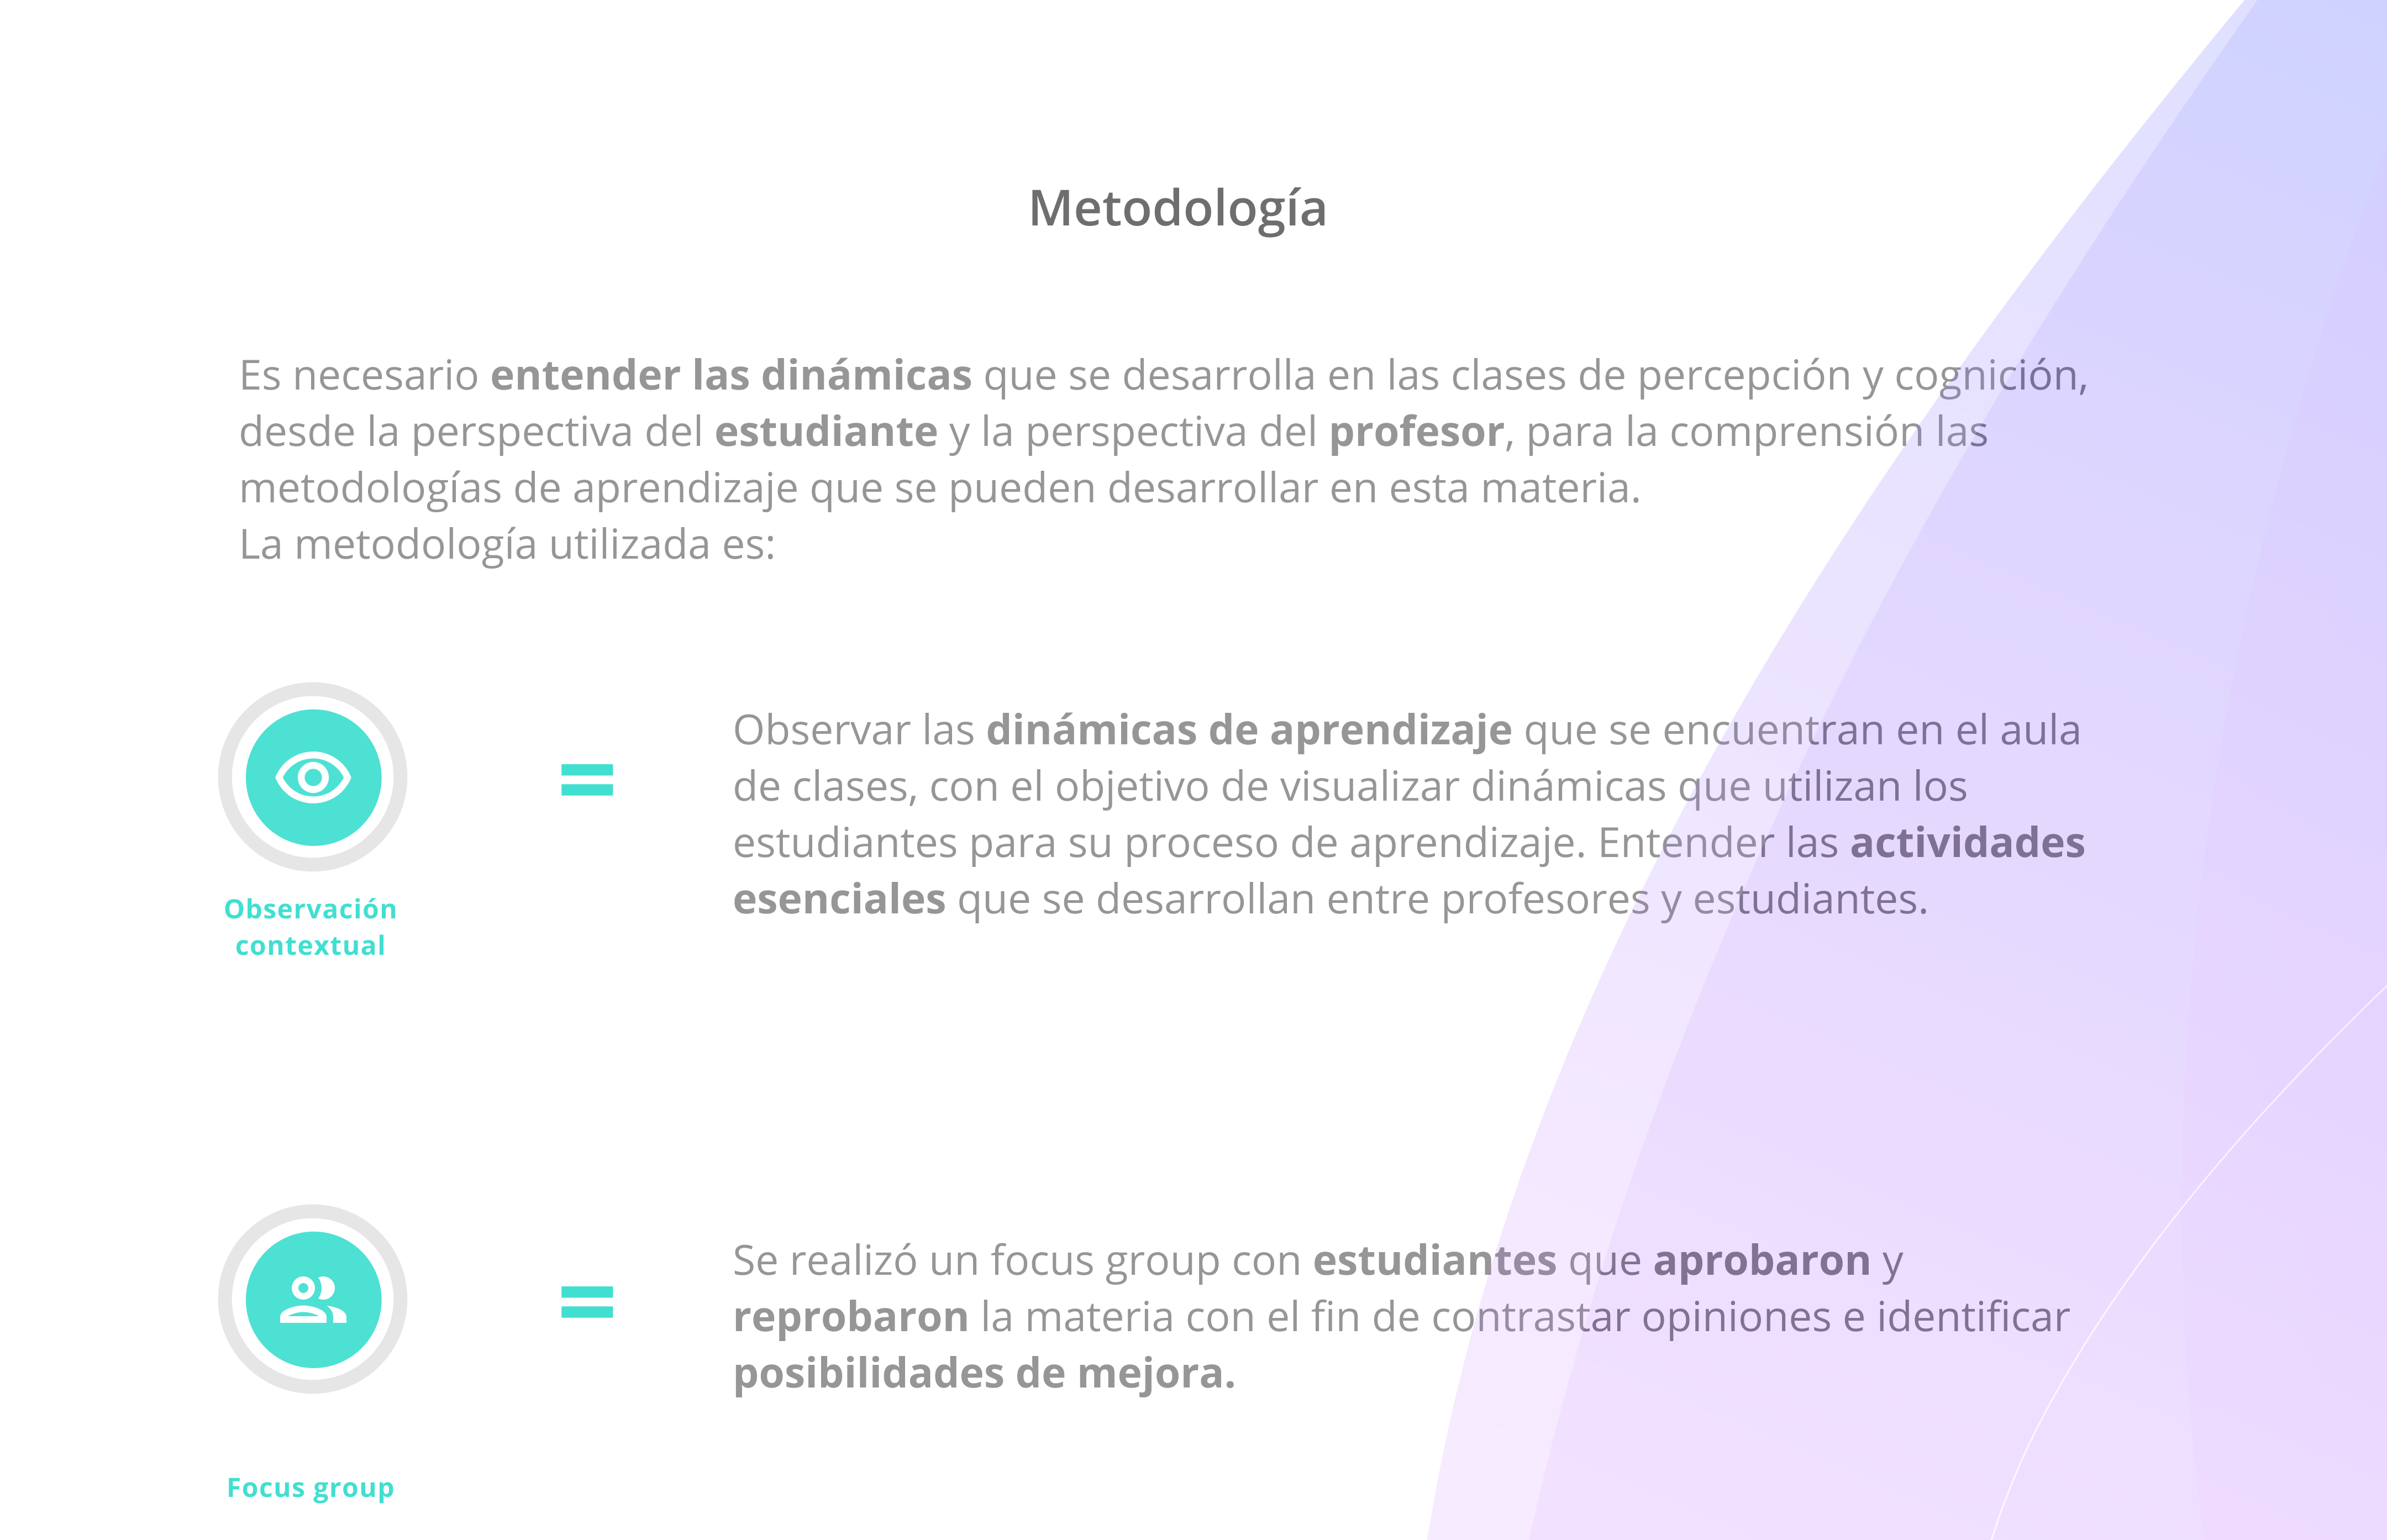 Metodología
Es necesario entender las dinámicas que se desarrolla en las clases de percepción y cognición,
desde la perspectiva del estudiante y la perspectiva del profesor, para la comprensión las
metodologías de aprendizaje que se pueden desarrollar en esta materia.
La metodología utilizada es:
Observación
contextual
=
Observar las dinámicas de aprendizaje que se encuentran en el aula
de clases, con el objetivo de visualizar dinámicas que utilizan los
estudiantes para su proceso de aprendizaje. Entender las actividades
esenciales que se desarrollan entre profesores y estudiantes.
Focus group
=
Se realizó un focus group con estudiantes que aprobaron y
reprobaron la materia con el fin de contrastar opiniones e identificar
posibilidades de mejora.